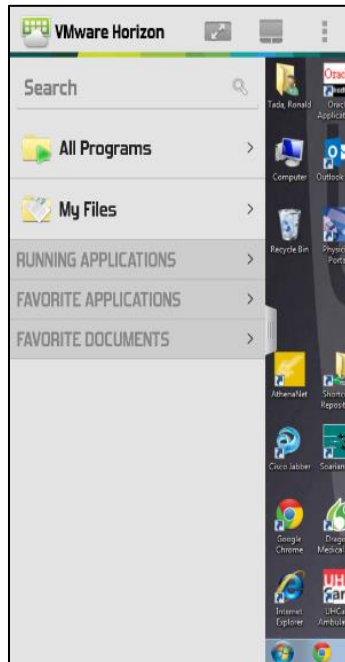 VMware Horizon
Search
All Programs
My Files
RUNNING APPLICATIONS
FAVORITE APPLICATIONS
FAVORITE DOCUMENTS
Tada, Ronald
Computer
Outlook
Recycle Bin
AthenaNet
Cisco Jabber
Google
Chrome
Internet
Explorer